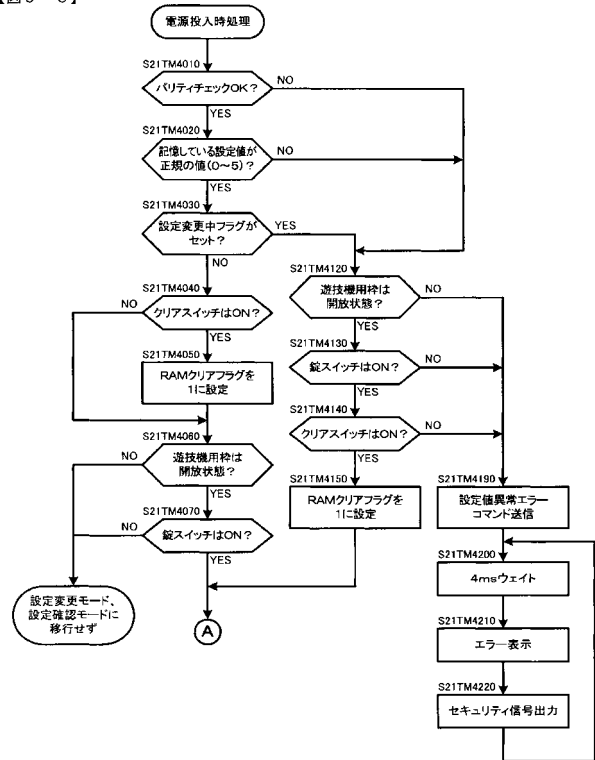 電源投入時処理
S21TM4010
パリティチェックOK?
NO
YES
S21TM4020
記憶している設定値が
正規の値(0~5)?
NO
YES
S21TM4030
設定変更中フラグが
セット?
YES
NO
S21TM4040
NO
クリアスイッチはON?
YES
S21TM4050
RAMクリアフラグを
1に設定
S21TM4060
NO
遊技機用枠は
開放状態?
YES
S21TM4070
NO
錠スイッチはON?
YES
設定変更モード、
設定確認モードに
移行せず
A
S21TM4120
遊技機用枠は
開放状態?
NO
YES
S21TM4130
錠スイッチはON?
NO
YES
S21TM4140
クリアスイッチはON?
NO
YES
S21TM4150
RAMクリアフラグを
1に設定
S21TM4190
設定値異常エラー
コマンド送信
S21TM4200
4msウェイト
S21TM4210
エラー表示
S21TM4220
セキュリティ信号出力